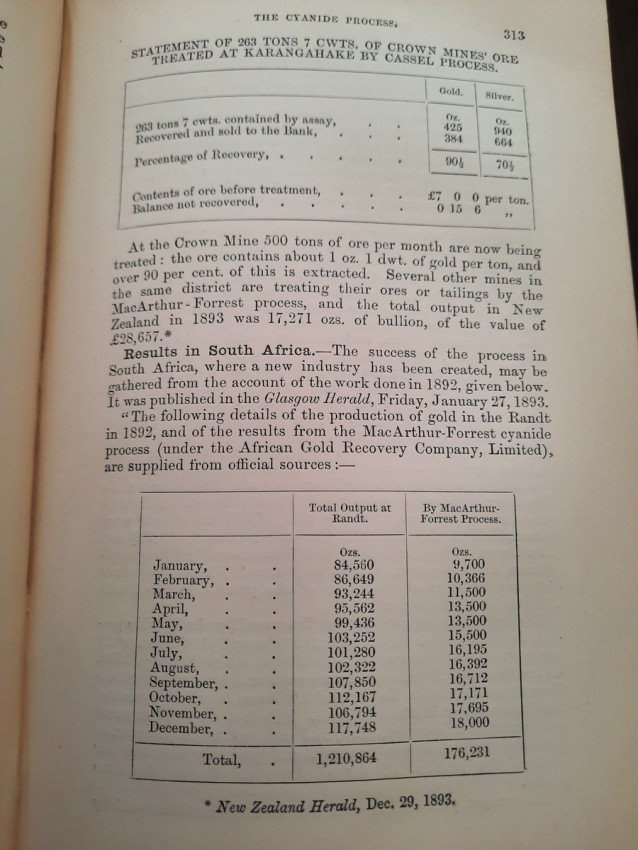 THE CYANIDE PROCESS.
313
STATEMENT OF 263 TONS 7 CWTS. OF CROWN MINES' ORE
TREATED AT KARANGAHAKE BY CASSEL PROCESS.
Gold. Silver.
Oz. Oz.
263 tons 7 cwts. contained by assay, . . 425 940
Recovered and sold to the Bank, . . . 384 664
Percentage of Recovery, . . . . . 90½ 70½
Contents of ore before treatment, . . . £7 0 0 per ton.
Balance not recovered, . . . . . 0 15 6 ,,
At the Crown Mine 500 tons of ore per month are now being
treated : the ore contains about 1 oz. 1 dwt. of gold per ton, and
over 90 per cent. of this is extracted. Several other mines in
the same district are treating their ores or tailings by the
MacArthur-Forrest process, and the total output in New
Zealand in 1893 was 17,271 ozs. of bullion, of the value of
£28,657.*
Results in South Africa.—The success of the process in
South Africa, where a new industry has been created, may be
gathered from the account of the work done in 1892, given below.
It was published in the Glasgow Herald, Friday, January 27, 1893.
"The following details of the production of gold in the Randt
in 1892, and of the results from the MacArthur-Forrest cyanide
process (under the African Gold Recovery Company, Limited),
are supplied from official sources :—
Total Output at By MacArthur-
Randt. Forrest Process.
Ozs. Ozs.
January, . . 84,560 9,700
February, . . 86,649 10,366
March, . . 93,244 11,500
April, . . 95,562 13,500
May, . . 99,436 13,500
June, . . 103,252 15,500
July, . . 101,280 16,195
August, . . 102,322 16,392
September, . . 107,850 16,712
October, . . 112,167 17,171
November, . . 106,794 17,695
December, . . 117,748 18,000
Total, . 1,210,864 176,231
* New Zealand Herald, Dec. 29, 1893.